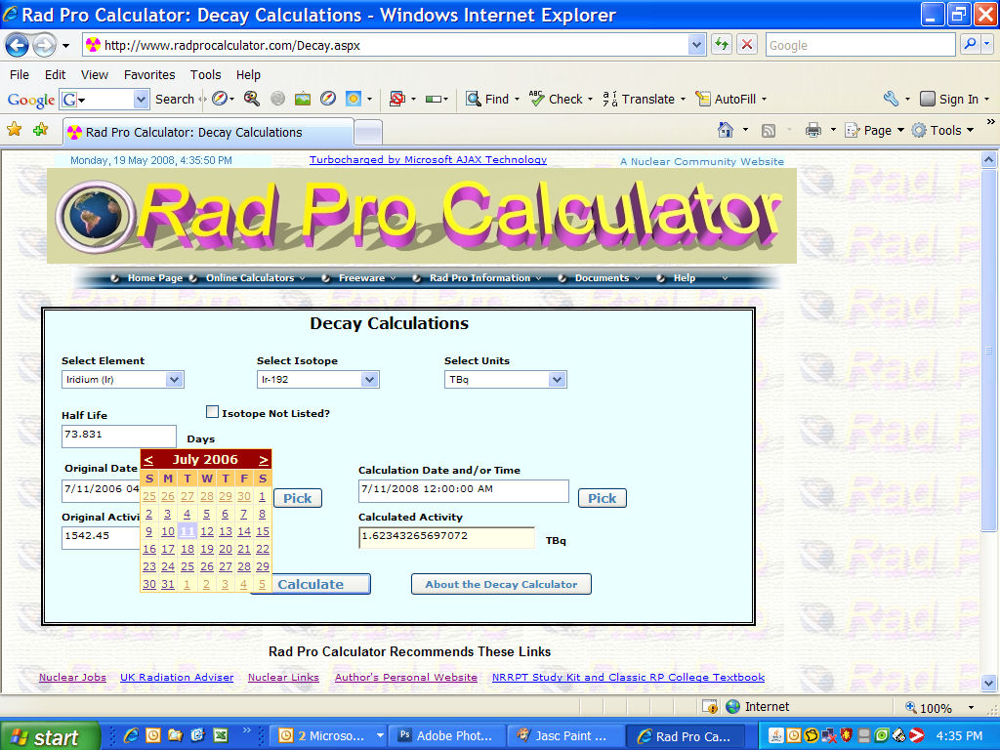 Rad Pro Calculator: Decay Calculations - Windows Internet Explorer
http://www.radprocalculator.com/Decay.aspx
Google
File Edit View Favorites Tools Help
Google G Search Find ABC Check Translate AutoFill Sign In
Rad Pro Calculator: Decay Calculations Page Tools »
Monday, 19 May 2008, 4:35:50 PM Turbocharged by Microsoft AJAX Technology A Nuclear Community Website
Rad Pro Calculator
Home Page Online Calculators Freeware Rad Pro Information Documents Help
Decay Calculations
Select Element Select Isotope Select Units
Iridium (Ir) Ir-192 TBq
Half Life Isotope Not Listed?
73.831 Days
< July 2006 >
Original Date Calculation Date and/or Time
S M T W T F S
7/11/2006 04 7/11/2008 12:00:00 AM
25 26 27 28 29 30 1
Pick Pick
2 3 4 5 6 7 8
Original Activi Calculated Activity
9 10 11 12 13 14 15
1542.45 1.62343265697072 TBq
16 17 18 19 20 21 22
23 24 25 26 27 28 29
30 31 1 2 3 4 5
Calculate About the Decay Calculator
Rad Pro Calculator Recommends These Links
Nuclear Jobs UK Radiation Adviser Nuclear Links Author's Personal Website NRRPT Study Kit and Classic RP College Textbook
Internet 100%
start » 2 Microso... Adobe Phot... Jasc Paint ... Rad Pro Ca... 4:35 PM